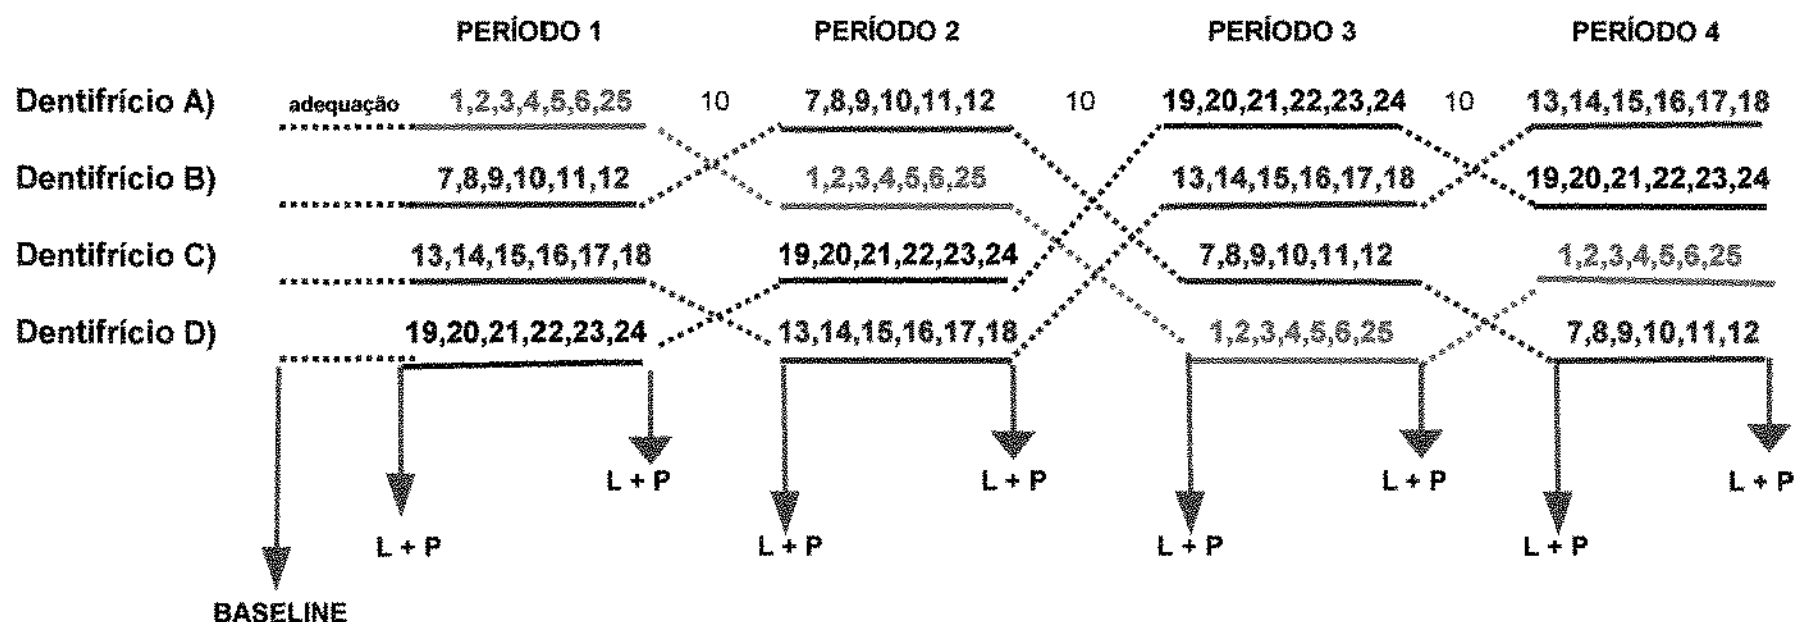 PERÍODO 1 PERÍODO 2 PERÍODO 3 PERÍODO 4
Dentifrício A) adequação 1,2,3,4,5,6,25 10 7,8,9,10,11,12 10 19,20,21,22,23,24 10 13,14,15,16,17,18
Dentifrício B) 7,8,9,10,11,12 1,2,3,4,5,6,25 13,14,15,16,17,18 19,20,21,22,23,24
Dentifrício C) 13,14,15,16,17,18 19,20,21,22,23,24 7,8,9,10,11,12 1,2,3,4,5,6,25
Dentifrício D) 19,20,21,22,23,24 13,14,15,16,17,18 1,2,3,4,5,6,25 7,8,9,10,11,12
L + P L + P L + P L + P
L + P L + P L + P L + P
BASELINE